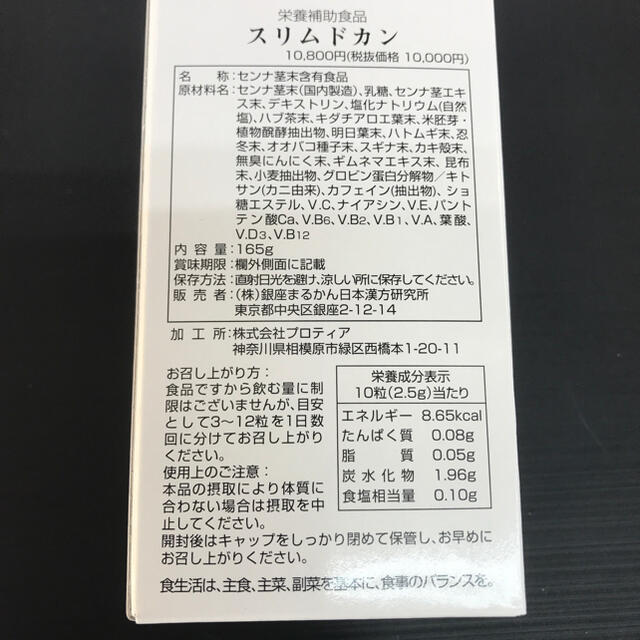 栄養補助食品
スリムドカン
10,800円(税抜価格 10,000円)
名称:センナ茎末含有食品
原材料名:センナ茎末(国内製造)、乳糖、センナ茎エキ
ス末、デキストリン、塩化ナトリウム(自然
塩)、ハブ茶末、キダチアロエ葉末、米胚芽・
植物醗酵抽出物、明日葉末、ハトムギ末、忍
冬末、オオバコ種子末、スギナ末、カキ殻末、
無臭にんにく末、ギムネマエキス末、昆布
末、小麦抽出物、グロビン蛋白分解物/キト
サン(カニ由来)、カフェイン(抽出物)、ショ
糖エステル、V.C、ナイアシン、V.E、パント
テン酸Ca、V.B6、V.B2、V.B1、V.A、葉酸、
V.D3、V.B12
内容量:165g
賞味期限:欄外側面に記載
保存方法:直射日光を避け、涼しい所に保存してください。
販売者:(株)銀座まるかん日本漢方研究所
東京都中央区銀座2-12-14
加工所:株式会社プロティア
神奈川県相模原市緑区西橋本1-20-11
お召し上がり方:
食品ですから飲む量に制
限はございませんが、目安
として3〜12粒を1日数
回に分けてお召し上がり
ください。
使用上のご注意:
本品の摂取により体質に
合わない場合は摂取を中
止してください。
開封後はキャップをしっかり閉めて保管し、お早めに
お召し上がりください。
栄養成分表示
10粒(2.5g)当たり
エネルギー 8.65kcal
たんぱく質 0.08g
脂質 0.05g
炭水化物 1.96g
食塩相当量 0.10g
食生活は、主食、主菜、副菜を基本に、食事のバランスを。